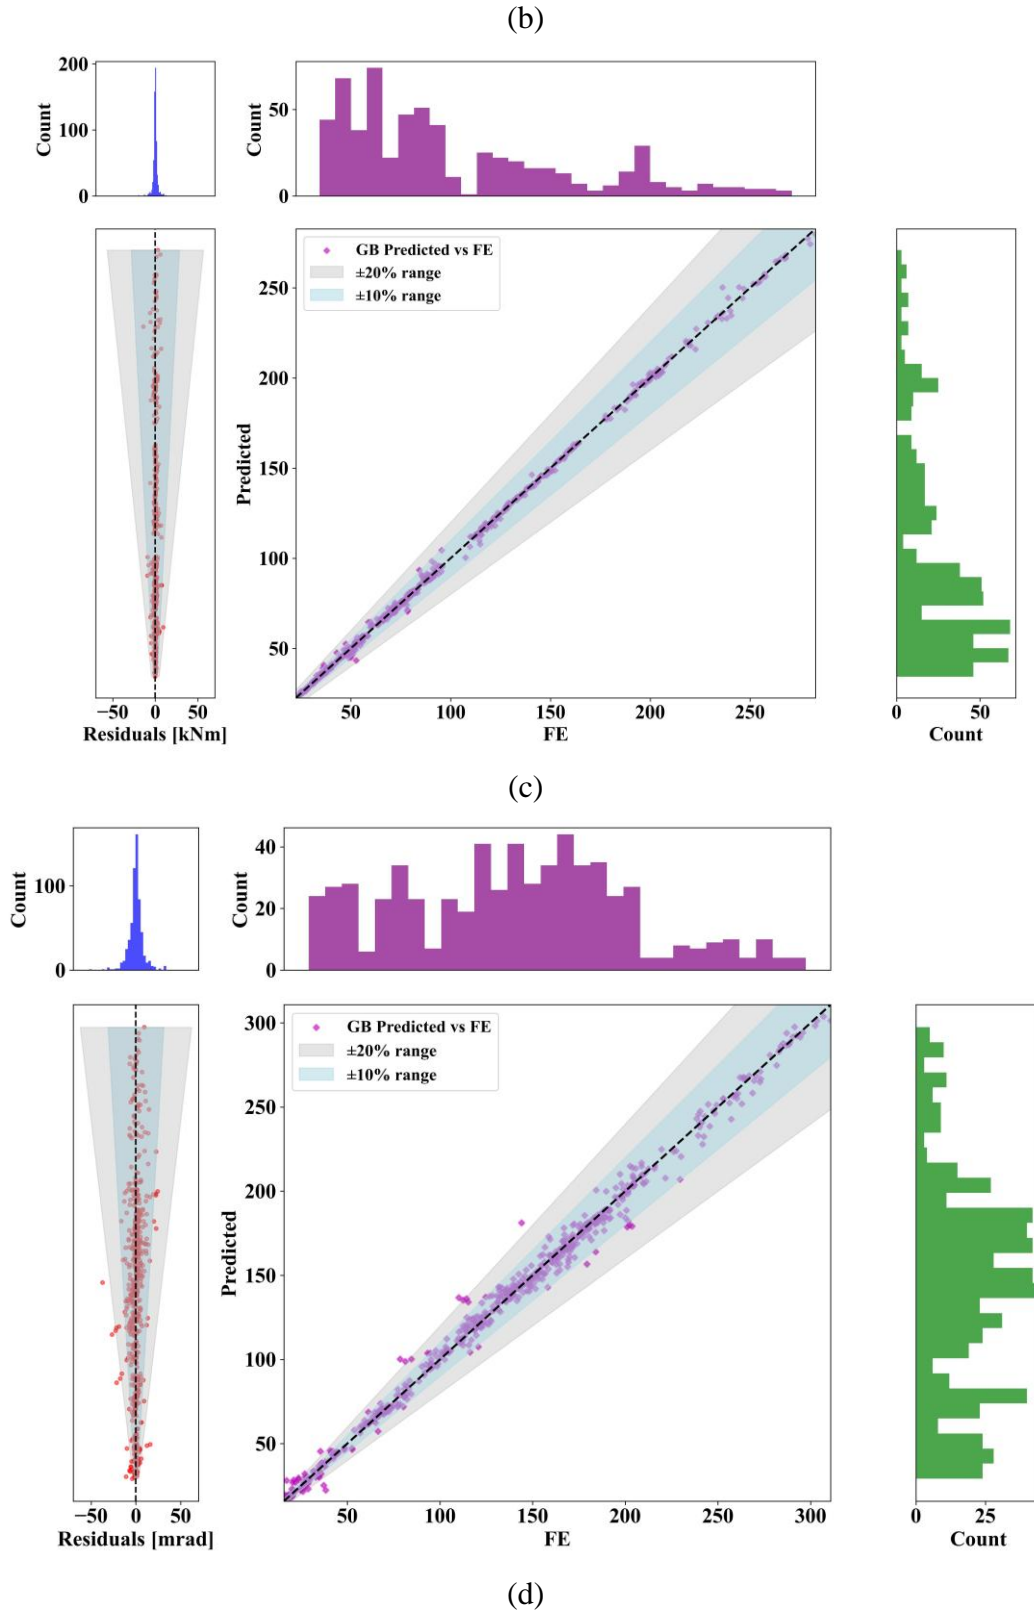 (b)
200
100
0
Count
50
0
Count
GB Predicted vs FE
±20% range
±10% range
250
200
150
100
50
Predicted
−50 0 50
Residuals [kNm]
50 100 150 200 250
FE
0 50
Count
(c)
100
0
Count
40
20
0
Count
GB Predicted vs FE
±20% range
±10% range
300
250
200
150
100
50
Predicted
−50 0 50
Residuals [mrad]
50 100 150 200 250 300
FE
0 25
Count
(d)